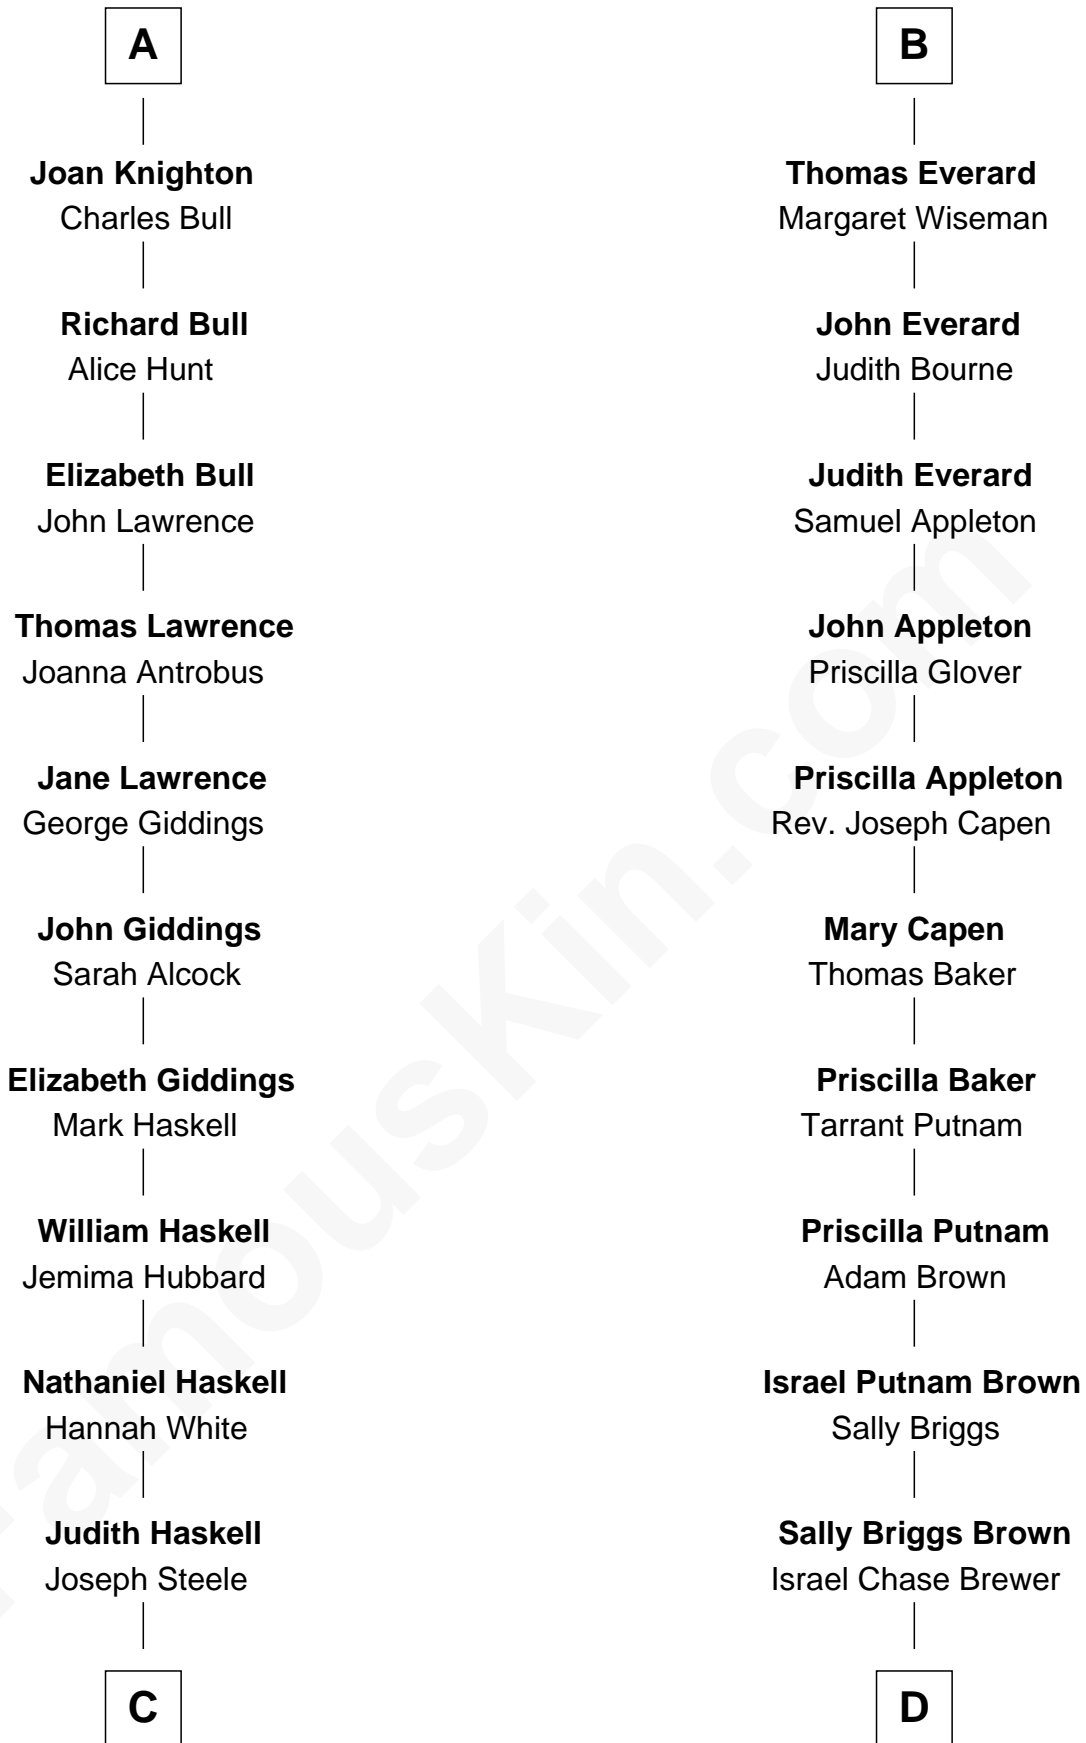 A
Joan Knighton
Charles Bull
Richard Bull
Alice Hunt
Elizabeth Bull
John Lawrence
Thomas Lawrence
Joanna Antrobus
Jane Lawrence
George Giddings
John Giddings
Sarah Alcock
Elizabeth Giddings
Mark Haskell
William Haskell
Jemima Hubbard
Nathaniel Haskell
Hannah White
Judith Haskell
Joseph Steele
C
B
Thomas Everard
Margaret Wiseman
John Everard
Judith Bourne
Judith Everard
Samuel Appleton
John Appleton
Priscilla Glover
Priscilla Appleton
Rev. Joseph Capen
Mary Capen
Thomas Baker
Priscilla Baker
Tarrant Putnam
Priscilla Putnam
Adam Brown
Israel Putnam Brown
Sally Briggs
Sally Briggs Brown
Israel Chase Brewer
D
FamousKin.com